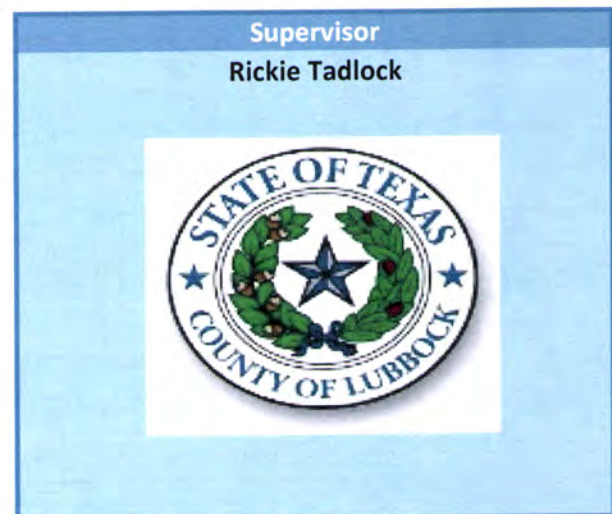 Supervisor
Rickie Tadlock
STATE OF TEXAS
COUNTY OF LUBBOCK